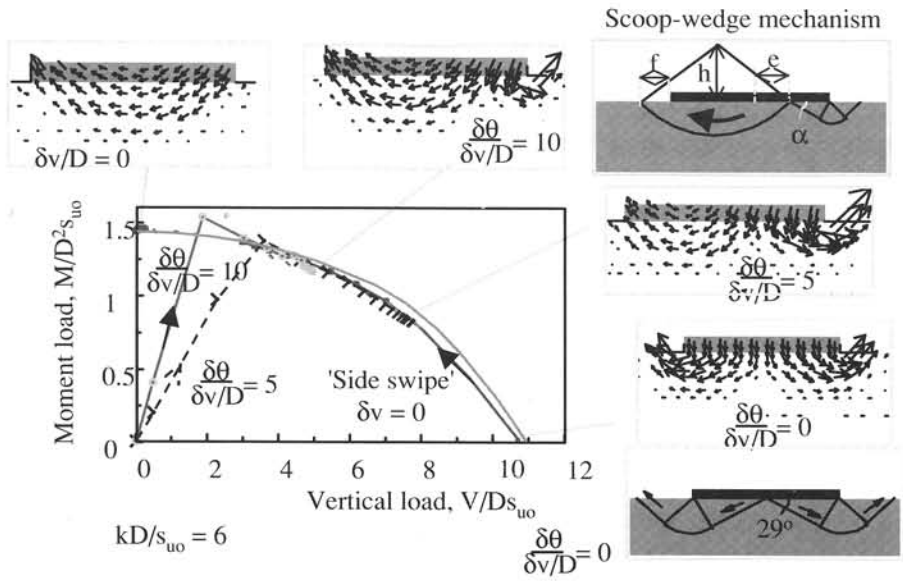 Scoop-wedge mechanism
f
e
h
α
δv/D = 0
δθ
δv/D = 10
Moment load, M/D²s_uo
1.5
1
0.5
0
δθ
δv/D = 10
δθ
δv/D = 5
'Side swipe'
δv = 0
0 2 4 6 8 10 12
Vertical load, V/Ds_uo
kD/s_uo = 6
δθ
δv/D = 5
δθ
δv/D = 0
δθ
δv/D = 0
29°